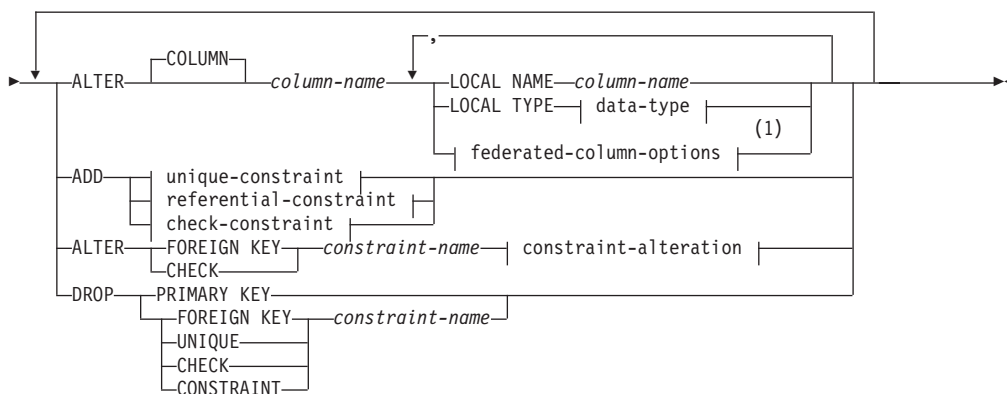 ,
COLUMN
ALTER column-name LOCAL NAME column-name
LOCAL TYPE data-type
(1)
federated-column-options
ADD unique-constraint
referential-constraint
check-constraint
ALTER FOREIGN KEY constraint-name constraint-alteration
CHECK
DROP PRIMARY KEY
FOREIGN KEY constraint-name
UNIQUE
CHECK
CONSTRAINT